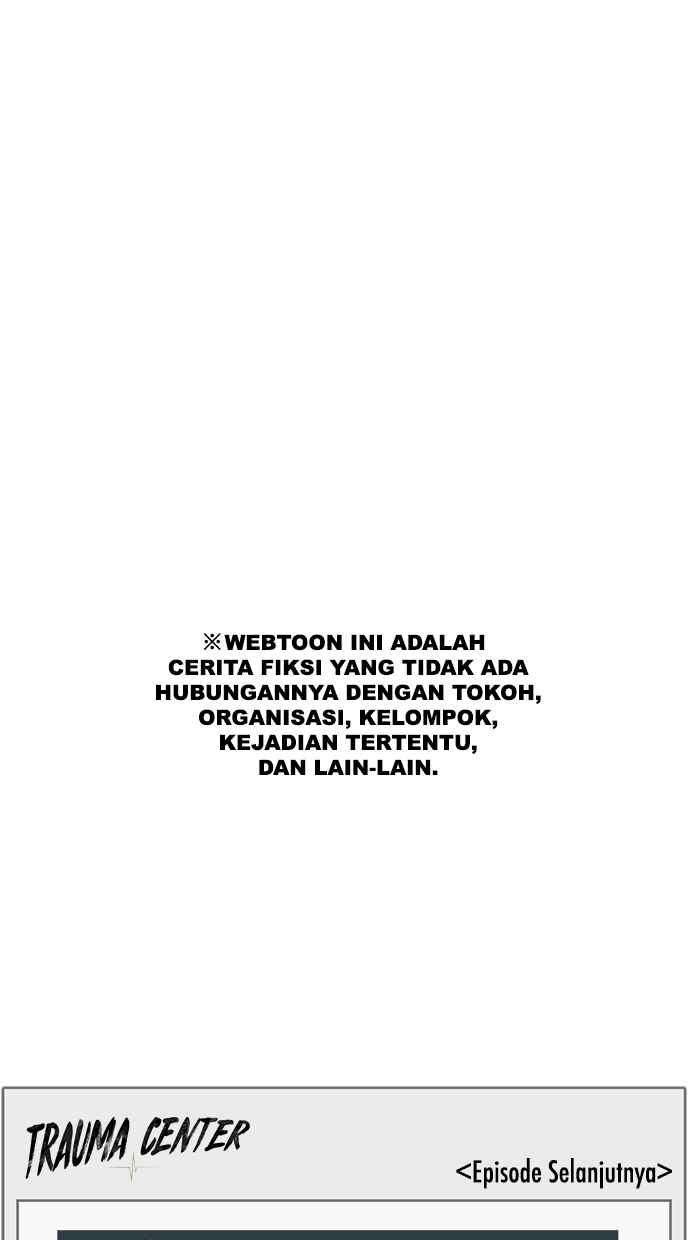 ※WEBTOON INI ADALAH
CERITA FIKSI YANG TIDAK ADA
HUBUNGANNYA DENGAN TOKOH,
ORGANISASI, KELOMPOK,
KEJADIAN TERTENTU,
DAN LAIN-LAIN.
TRAUMA CENTER
<Episode Selanjutnya>